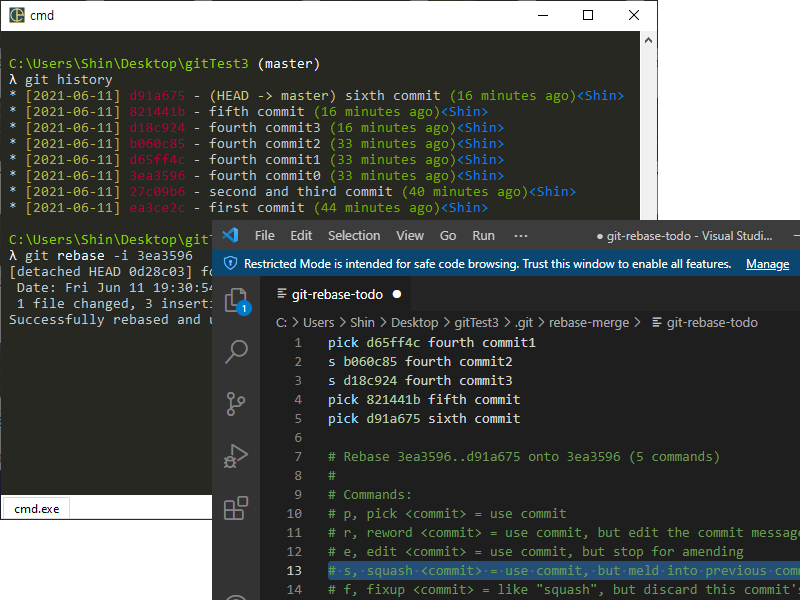 cmd
C:\Users\Shin\Desktop\gitTest3 (master)
λ git history
* [2021-06-11] d91a675 - (HEAD -> master) sixth commit (16 minutes ago)<Shin>
* [2021-06-11] 821441b - fifth commit (16 minutes ago)<Shin>
* [2021-06-11] d18c924 - fourth commit3 (16 minutes ago)<Shin>
* [2021-06-11] b060c85 - fourth commit2 (33 minutes ago)<Shin>
* [2021-06-11] d65ff4c - fourth commit1 (33 minutes ago)<Shin>
* [2021-06-11] 3ea3596 - fourth commit0 (33 minutes ago)<Shin>
* [2021-06-11] 27c09b6 - second and third commit (40 minutes ago)<Shin>
* [2021-06-11] ea3ce2c - first commit (44 minutes ago)<Shin>
C:\Users\Shin\Desktop\git
λ git rebase -i 3ea3596
[detached HEAD 0d28c03] fo
Date: Fri Jun 11 19:30:54
1 file changed, 3 inserti
Successfully rebased and u
cmd.exe
File Edit Selection View Go Run ··· ● git-rebase-todo - Visual Studi...
Restricted Mode is intended for safe code browsing. Trust this window to enable all features. Manage
1
git-rebase-todo ●
C: > Users > Shin > Desktop > gitTest3 > .git > rebase-merge > git-rebase-todo
1 pick d65ff4c fourth commit1
2 s b060c85 fourth commit2
3 s d18c924 fourth commit3
4 pick 821441b fifth commit
5 pick d91a675 sixth commit
6
7 # Rebase 3ea3596..d91a675 onto 3ea3596 (5 commands)
8 #
9 # Commands:
10 # p, pick <commit> = use commit
11 # r, reword <commit> = use commit, but edit the commit message
12 # e, edit <commit> = use commit, but stop for amending
13 # s, squash <commit> = use commit, but meld into previous com
14 # f, fixup <commit> = like "squash", but discard this commit's